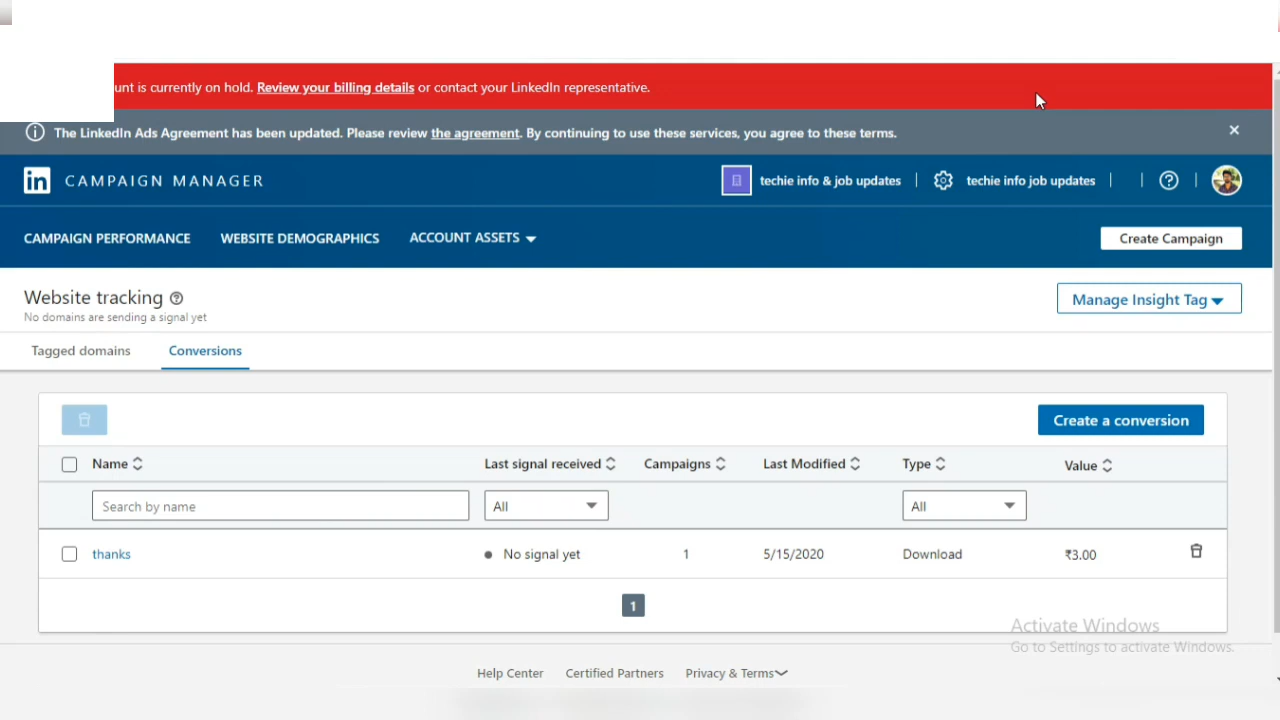 unt is currently on hold. Review your billing details or contact your LinkedIn representative.
The LinkedIn Ads Agreement has been updated. Please review the agreement. By continuing to use these services, you agree to these terms.
in CAMPAIGN MANAGER techie info & job updates techie info job updates
CAMPAIGN PERFORMANCE WEBSITE DEMOGRAPHICS ACCOUNT ASSETS Create Campaign
Website tracking Manage Insight Tag
No domains are sending a signal yet
Tagged domains Conversions
Create a conversion
Name Last signal received Campaigns Last Modified Type Value
Search by name All All
thanks No signal yet 1 5/15/2020 Download ₹3.00
1
Activate Windows
Go to Settings to activate Windows.
Help Center Certified Partners Privacy & Terms